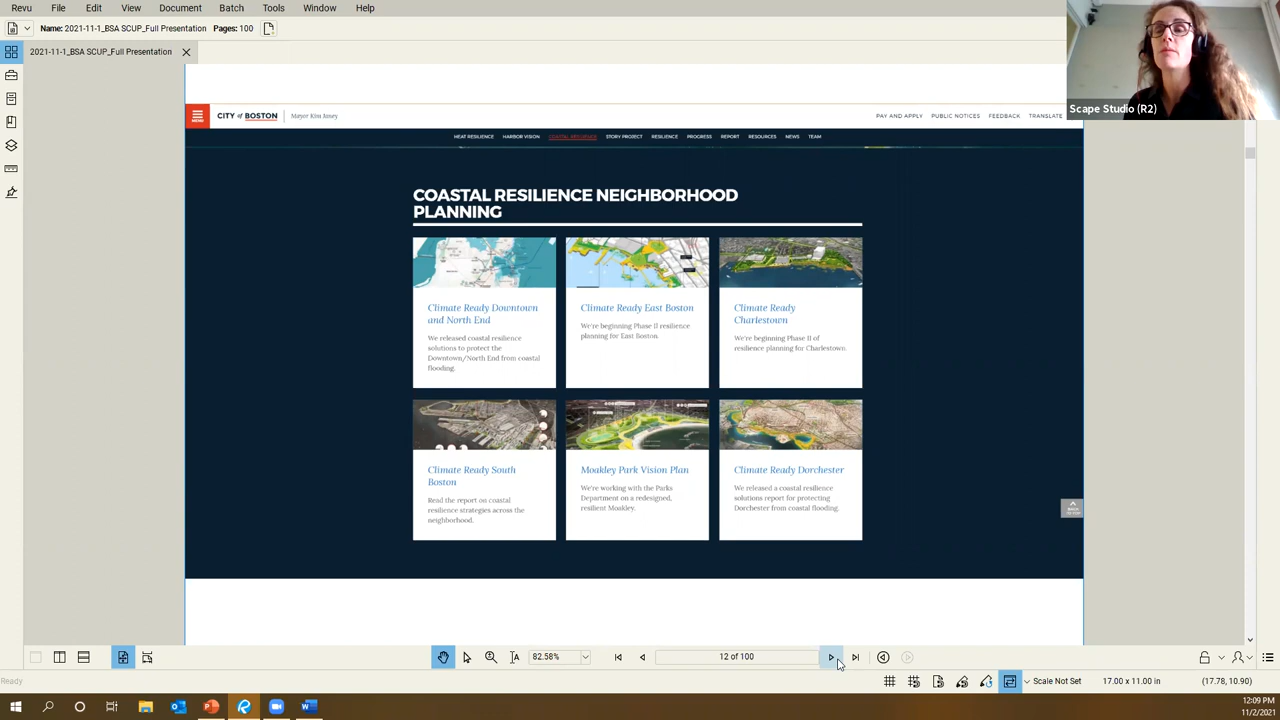 Revu File Edit View Document Batch Tools Window Help
Name: 2021-11-1_BSA SCUP_Full Presentation Pages: 100
2021-11-1_BSA SCUP_Full Presentation
Scape Studio (R2)
MENU
CITY of BOSTON
Mayor Kim Janey
PAY AND APPLY PUBLIC NOTICES FEEDBACK TRANSLATE
HEAT RESILIENCE HARBOR VISION COASTAL RESILIENCE STORY PROJECT RESILIENCE PROGRESS REPORT RESOURCES NEWS TEAM
COASTAL RESILIENCE NEIGHBORHOOD
PLANNING
Climate Ready Downtown
and North End
We released coastal resilience
solutions to protect the
Downtown/North End from coastal
flooding.
Climate Ready East Boston
We're beginning Phase II resilience
planning for East Boston.
Climate Ready
Charlestown
We're beginning Phase II of
resilience planning for Charlestown.
Climate Ready South
Boston
Read the report on coastal
resilience strategies across the
neighborhood.
Moakley Park Vision Plan
We're working with the Parks
Department on a redesigned,
resilient Moakley.
Climate Ready Dorchester
We released a coastal resilience
solutions report for protecting
Dorchester from coastal flooding.
BACK
82.58%
12 of 100
Ready
Scale Not Set
17.00 x 11.00 in
(17.78, 10.90)
12:09 PM
11/2/2021